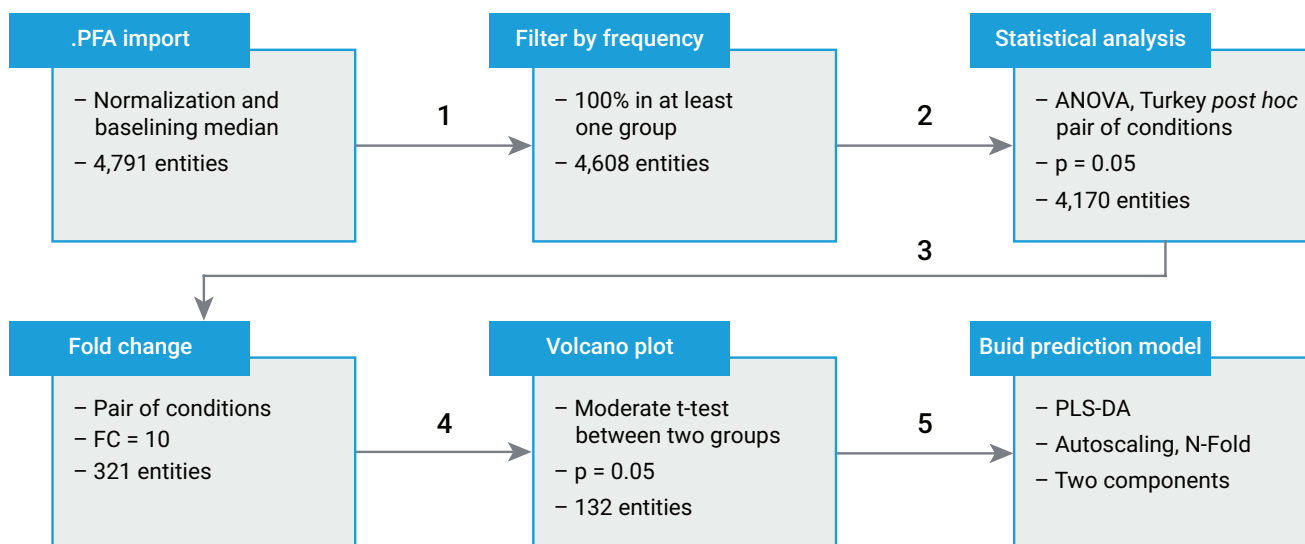 .PFA import
– Normalization and
baselining median
– 4,791 entities
1
Filter by frequency
– 100% in at least
one group
– 4,608 entities
2
Statistical analysis
– ANOVA, Turkey post hoc
pair of conditions
– p = 0.05
– 4,170 entities
3
Fold change
– Pair of conditions
– FC = 10
– 321 entities
4
Volcano plot
– Moderate t-test
between two groups
– p = 0.05
– 132 entities
5
Buid prediction model
– PLS-DA
– Autoscaling, N-Fold
– Two components